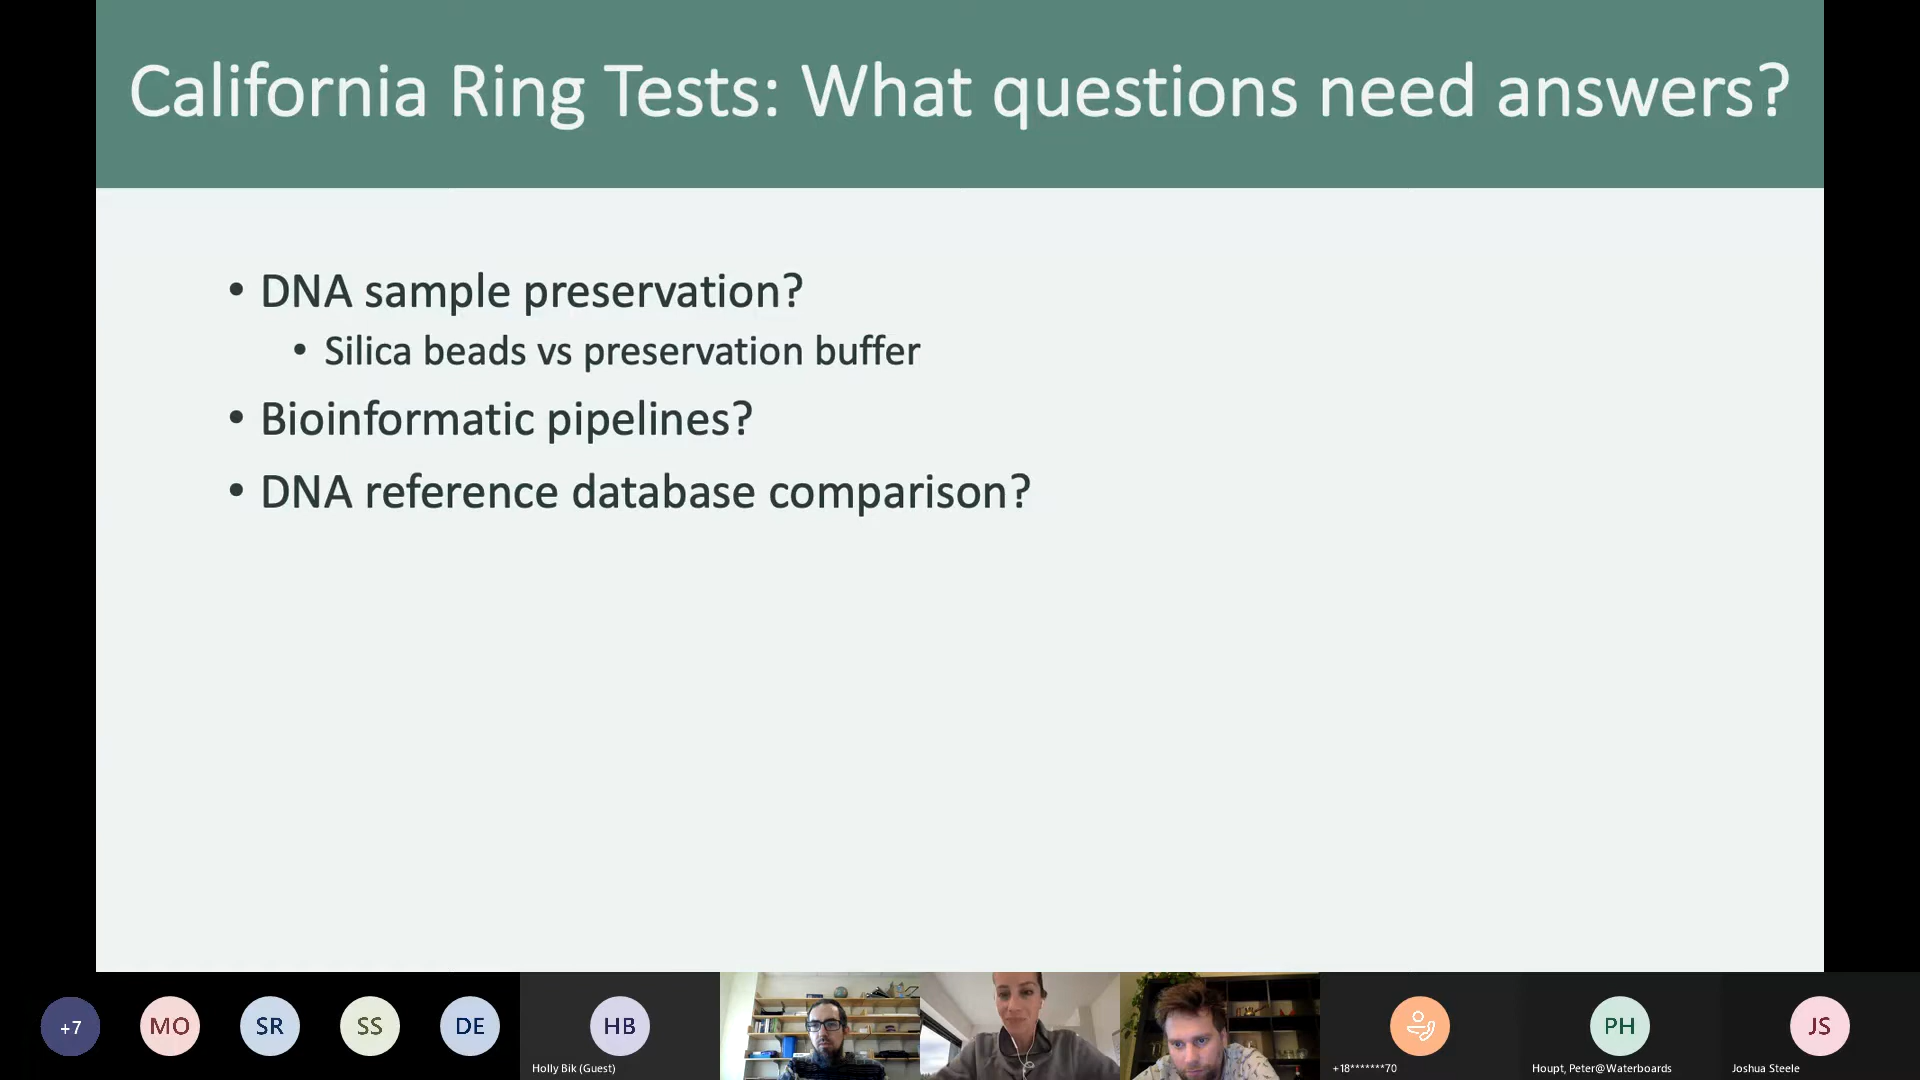 California Ring Tests: What questions need answers?
• DNA sample preservation?
• Silica beads vs preservation buffer
• Bioinformatic pipelines?
• DNA reference database comparison?
+7
MO
SR
SS
DE
HB
Holly Bik (Guest)
+18*******70
PH
Houpt, Peter@Waterboards
JS
Joshua Steele